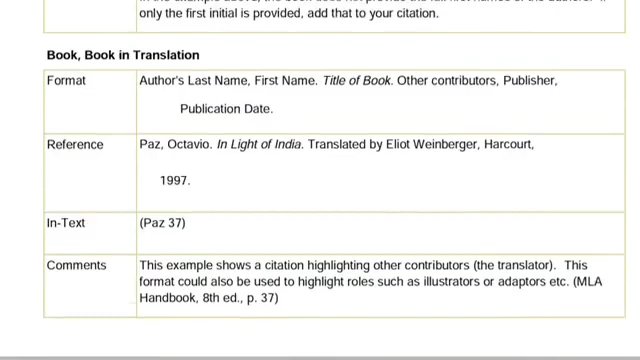 only the first initial is provided, add that to your citation.
Book, Book in Translation
Format
Author's Last Name, First Name. Title of Book. Other contributors, Publisher,
Publication Date.
Reference
Paz, Octavio. In Light of India. Translated by Eliot Weinberger, Harcourt,
1997.
In-Text
(Paz 37)
Comments
This example shows a citation highlighting other contributors (the translator).  This
format could also be used to highlight roles such as illustrators or adaptors etc. (MLA
Handbook, 8th ed., p. 37)